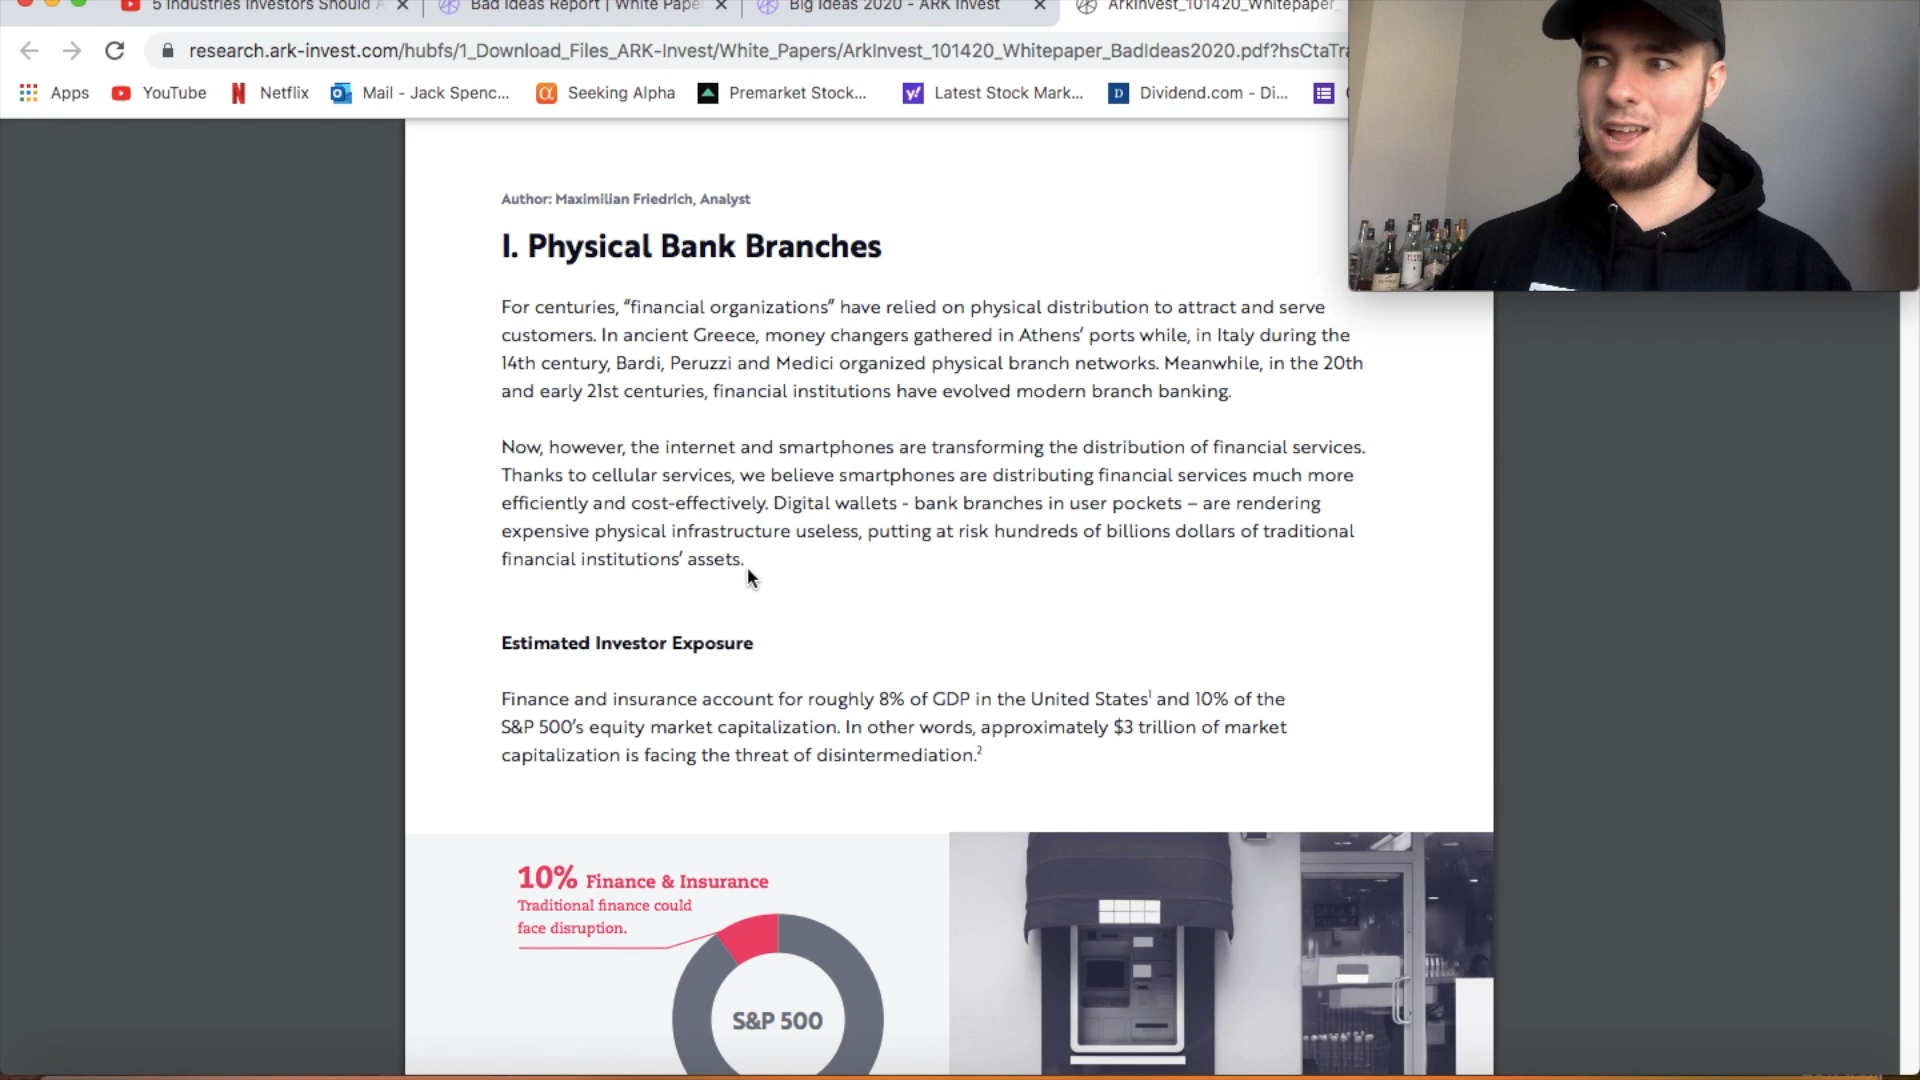 5 Industries Investors Should A
Bad Ideas Report | White Paper
Big Ideas 2020 - ARK Invest
ArkInvest_101420_Whitepaper_
research.ark-invest.com/hubfs/1_Download_Files_ARK-Invest/White_Papers/ArkInvest_101420_Whitepaper_BadIdeas2020.pdf?hsCtaTra
Apps YouTube Netflix Mail - Jack Spenc... Seeking Alpha Premarket Stock... Latest Stock Mark... Dividend.com - Di...
Author: Maximilian Friedrich, Analyst
I. Physical Bank Branches
For centuries, “financial organizations” have relied on physical distribution to attract and serve
customers. In ancient Greece, money changers gathered in Athens’ ports while, in Italy during the
14th century, Bardi, Peruzzi and Medici organized physical branch networks. Meanwhile, in the 20th
and early 21st centuries, financial institutions have evolved modern branch banking.
Now, however, the internet and smartphones are transforming the distribution of financial services.
Thanks to cellular services, we believe smartphones are distributing financial services much more
efficiently and cost-effectively. Digital wallets - bank branches in user pockets – are rendering
expensive physical infrastructure useless, putting at risk hundreds of billions dollars of traditional
financial institutions’ assets.
Estimated Investor Exposure
Finance and insurance account for roughly 8% of GDP in the United States¹ and 10% of the
S&P 500’s equity market capitalization. In other words, approximately $3 trillion of market
capitalization is facing the threat of disintermediation.²
10% Finance & Insurance
Traditional finance could
face disruption.
S&P 500